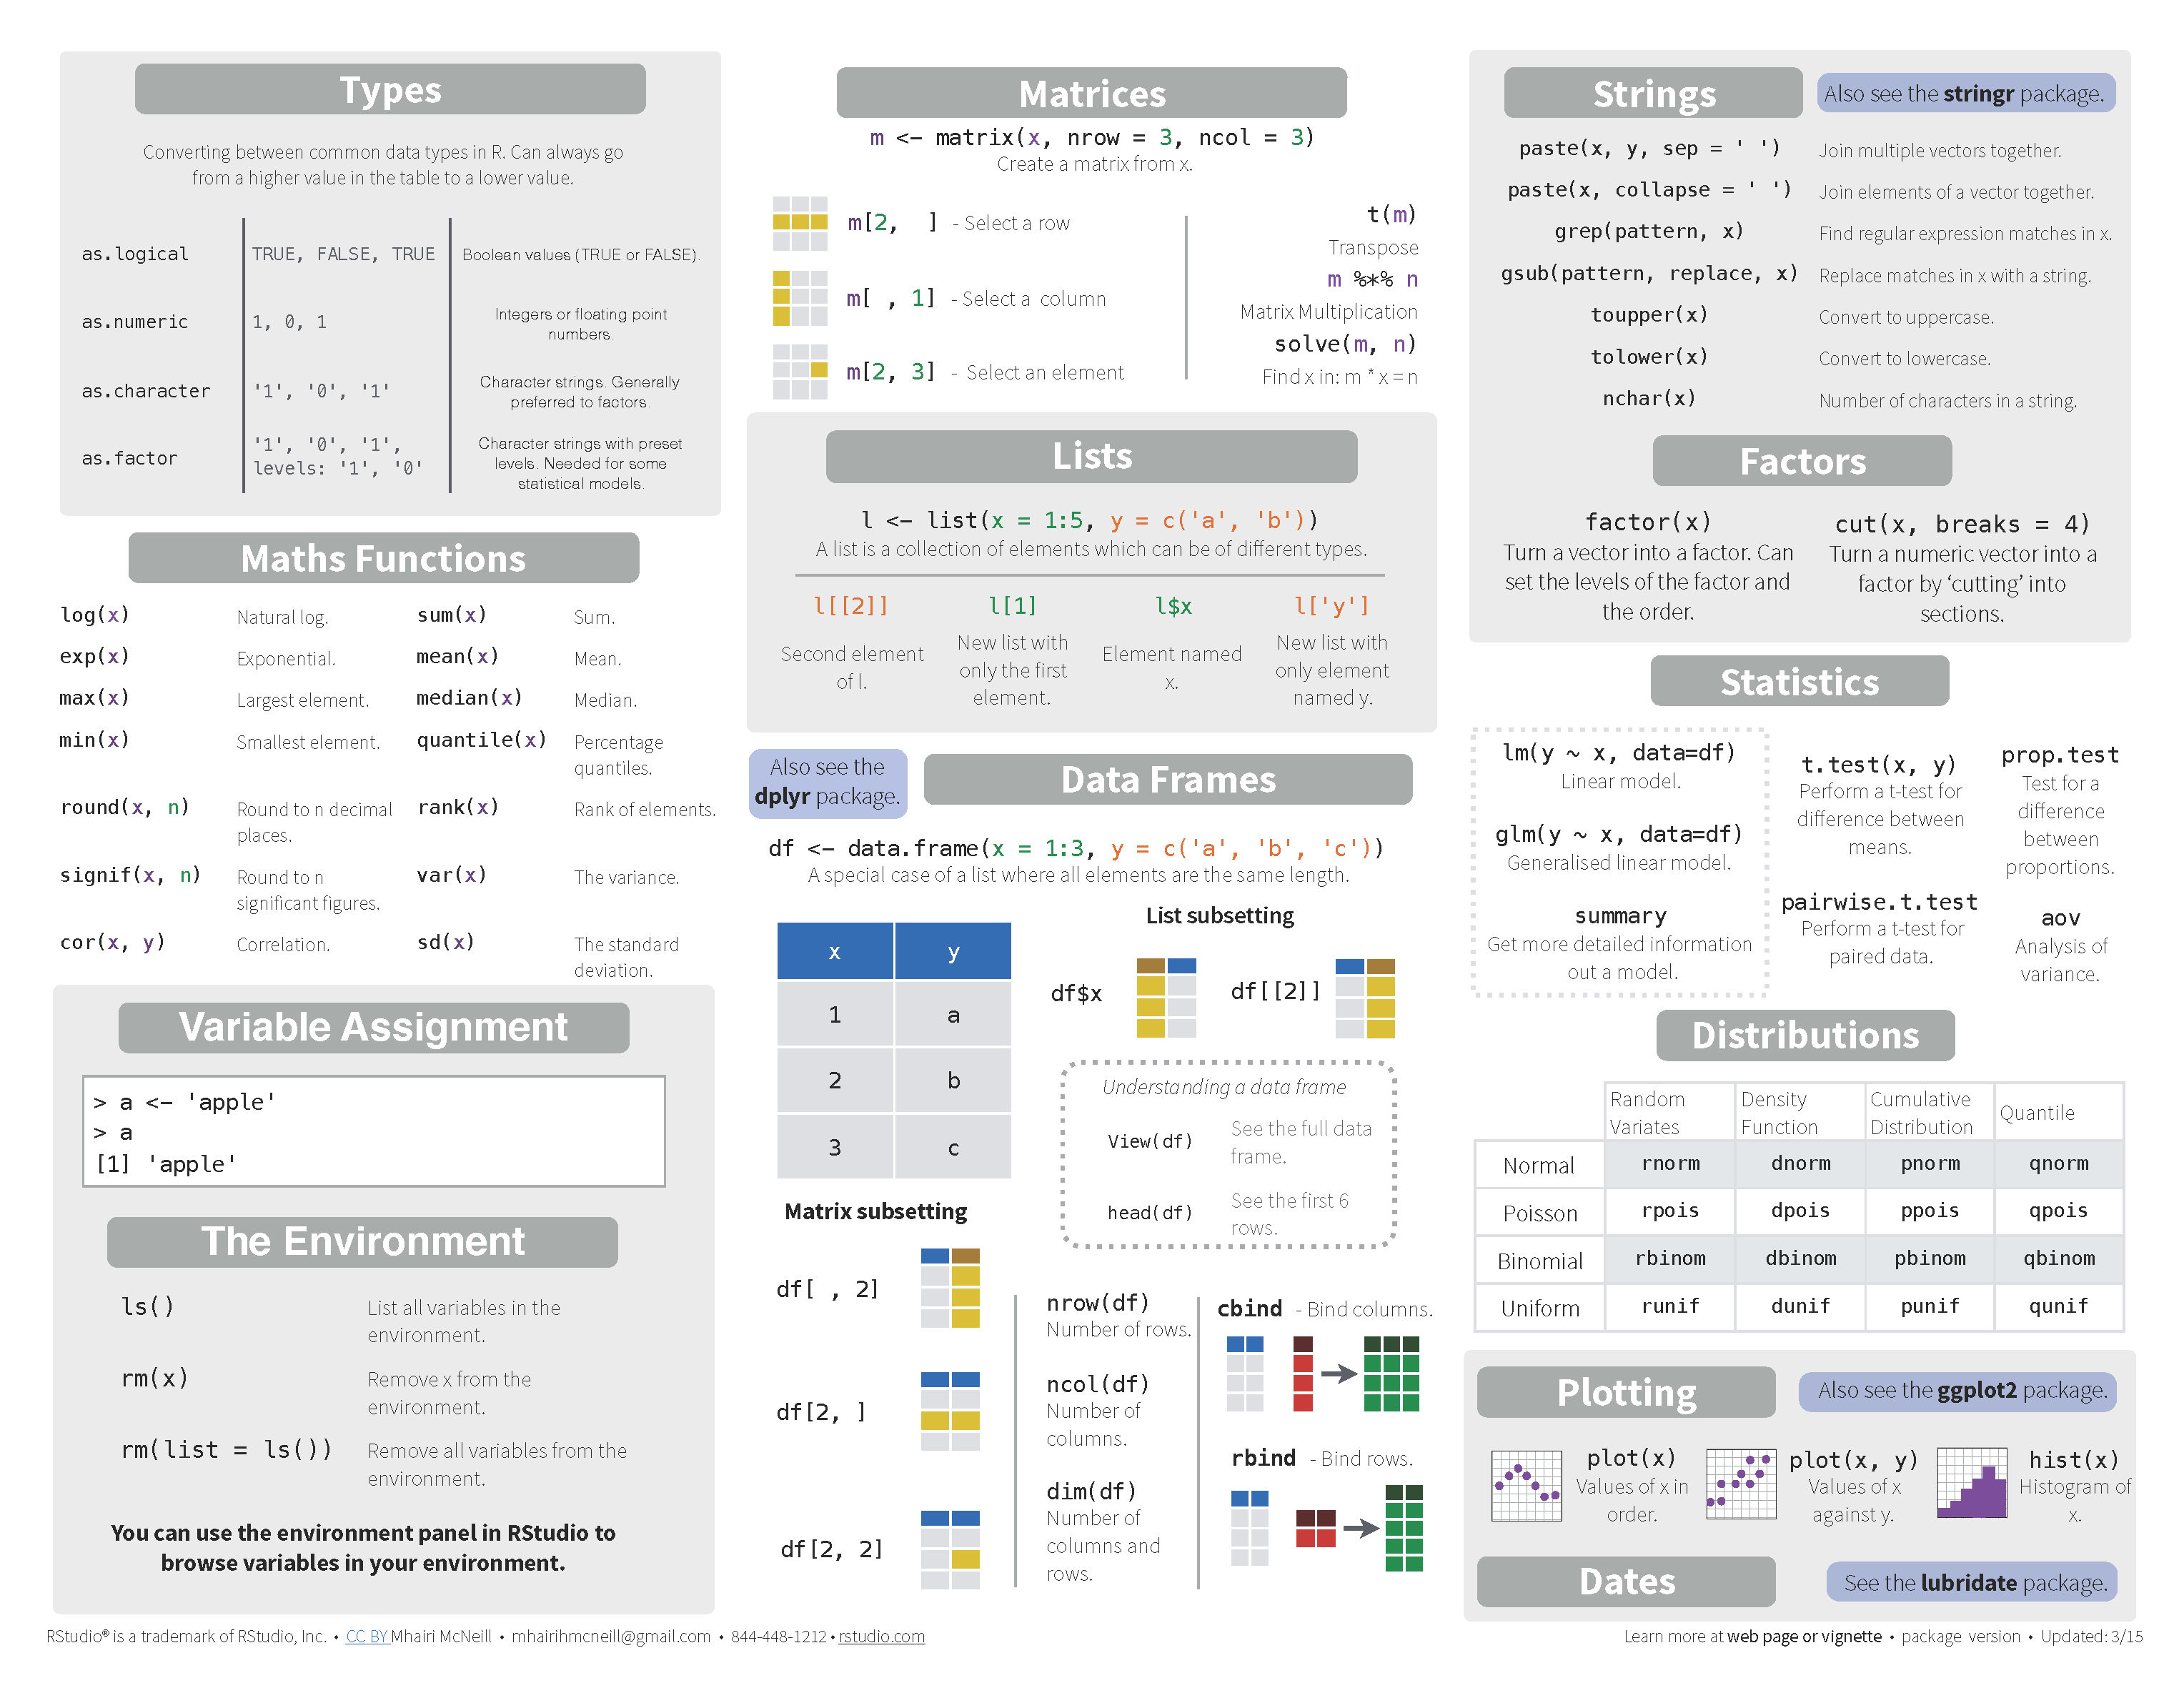 Types
Converting between common data types in R. Can always go
from a higher value in the table to a lower value.
as.logical TRUE, FALSE, TRUE Boolean values (TRUE or FALSE).
as.numeric 1, 0, 1 Integers or floating point
numbers.
as.character '1', '0', '1' Character strings. Generally
preferred to factors.
as.factor '1', '0', '1',
levels: '1', '0'
Character strings with preset
levels. Needed for some
statistical models.
Maths Functions
log(x) Natural log. sum(x) Sum.
exp(x) Exponential. mean(x) Mean.
max(x) Largest element. median(x) Median.
min(x) Smallest element. quantile(x) Percentage
quantiles.
round(x, n) Round to n decimal
places.
rank(x) Rank of elements.
signif(x, n) Round to n
significant figures.
var(x) The variance.
cor(x, y) Correlation. sd(x) The standard
deviation.
Variable Assignment
> a <- 'apple'
> a
[1] 'apple'
The Environment
ls() List all variables in the
environment.
rm(x) Remove x from the
environment.
rm(list = ls()) Remove all variables from the
environment.
You can use the environment panel in RStudio to
browse variables in your environment.
Matrices
m <- matrix(x, nrow = 3, ncol = 3)
Create a matrix from x.
m[2, ] - Select a row
m[ , 1] - Select a column
m[2, 3] - Select an element
t(m)
Transpose
m %*% n
Matrix Multiplication
solve(m, n)
Find x in: m * x = n
Lists
l <- list(x = 1:5, y = c('a', 'b'))
A list is a collection of elements which can be of different types.
l[[2]]
Second element
of l.
l[1]
New list with
only the first
element.
l$x
Element named
x.
l['y']
New list with
only element
named y.
Also see the
dplyr package.
Data Frames
df <- data.frame(x = 1:3, y = c('a', 'b', 'c'))
A special case of a list where all elements are the same length.
x y
1 a
2 b
3 c
List subsetting
df$x
df[[2]]
Understanding a data frame
View(df) See the full data
frame.
head(df) See the first 6
rows.
Matrix subsetting
df[ , 2]
df[2, ]
df[2, 2]
nrow(df)
Number of rows.
ncol(df)
Number of
columns.
dim(df)
Number of
columns and
rows.
cbind - Bind columns.
rbind - Bind rows.
Strings
Also see the stringr package.
paste(x, y, sep = ' ') Join multiple vectors together.
paste(x, collapse = ' ') Join elements of a vector together.
grep(pattern, x) Find regular expression matches in x.
gsub(pattern, replace, x) Replace matches in x with a string.
toupper(x) Convert to uppercase.
tolower(x) Convert to lowercase.
nchar(x) Number of characters in a string.
Factors
factor(x)
Turn a vector into a factor. Can
set the levels of the factor and
the order.
cut(x, breaks = 4)
Turn a numeric vector into a
factor by ‘cutting’ into
sections.
Statistics
lm(y ~ x, data=df)
Linear model.
glm(y ~ x, data=df)
Generalised linear model.
summary
Get more detailed information
out a model.
t.test(x, y)
Perform a t-test for
difference between
means.
pairwise.t.test
Perform a t-test for
paired data.
prop.test
Test for a
difference
between
proportions.
aov
Analysis of
variance.
Distributions
Random
Variates
Density
Function
Cumulative
Distribution
Quantile
Normal rnorm dnorm pnorm qnorm
Poisson rpois dpois ppois qpois
Binomial rbinom dbinom pbinom qbinom
Uniform runif dunif punif qunif
Plotting
Also see the ggplot2 package.
plot(x)
Values of x in
order.
plot(x, y)
Values of x
against y.
hist(x)
Histogram of
x.
Dates
See the lubridate package.
RStudio® is a trademark of RStudio, Inc. • CC BY Mhairi McNeill • mhairihmcneill@gmail.com • 844-448-1212 • rstudio.com
Learn more at web page or vignette • package version • Updated: 3/15